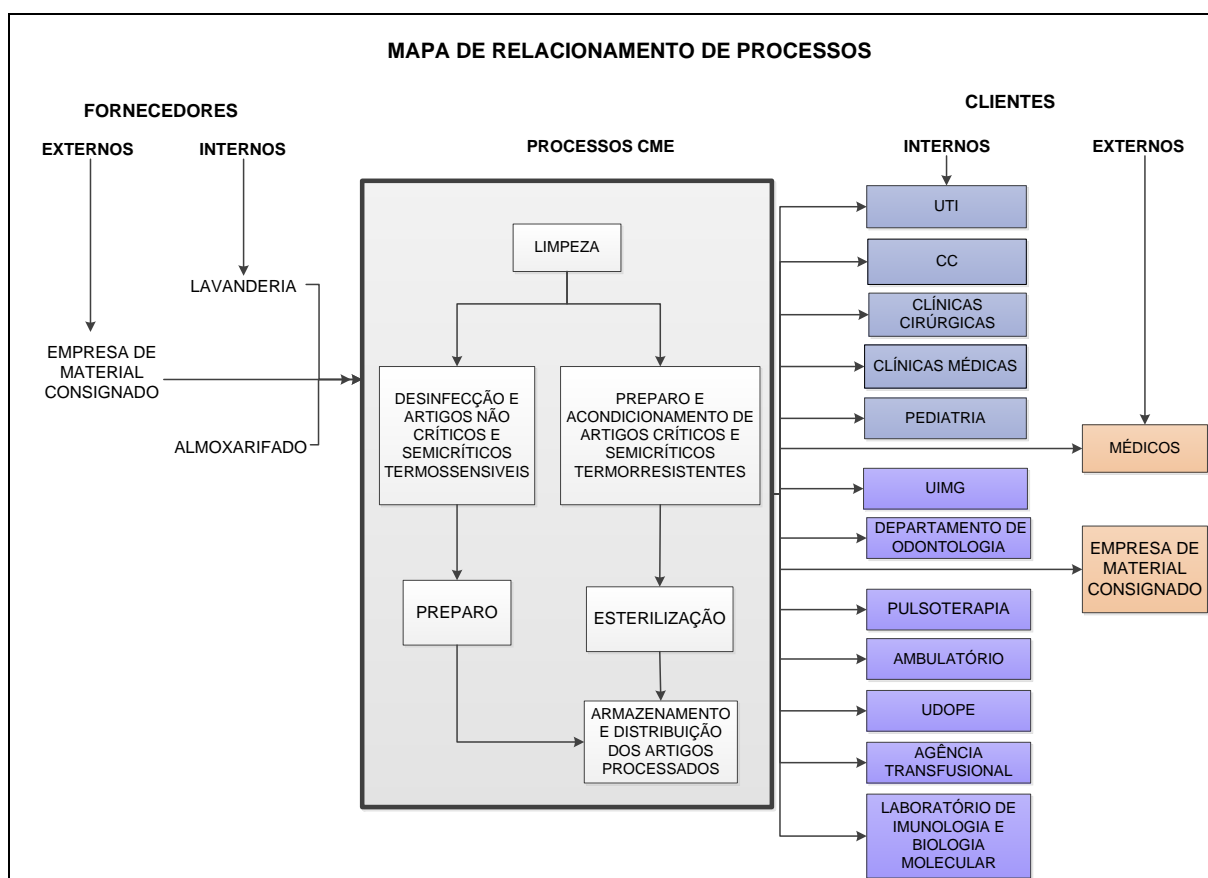 MAPA DE RELACIONAMENTO DE PROCESSOS
FORNECEDORES
EXTERNOS
INTERNOS
LAVANDERIA
EMPRESA DE
MATERIAL
CONSIGNADO
ALMOXARIFADO
PROCESSOS CME
LIMPEZA
DESINFECÇÃO E
ARTIGOS NÃO
CRÍTICOS E
SEMICRÍTICOS
TERMOSSENSIVEIS
PREPARO E
ACONDICIONAMENTO DE
ARTIGOS CRÍTICOS E
SEMICRÍTICOS
TERMORRESISTENTES
PREPARO
ESTERILIZAÇÃO
ARMAZENAMENTO
E DISTRIBUIÇÃO
DOS ARTIGOS
PROCESSADOS
CLIENTES
INTERNOS
EXTERNOS
UTI
CC
CLÍNICAS
CIRÚRGICAS
CLÍNICAS MÉDICAS
PEDIATRIA
MÉDICOS
UIMG
DEPARTAMENTO DE
ODONTOLOGIA
EMPRESA DE
MATERIAL
CONSIGNADO
PULSOTERAPIA
AMBULATÓRIO
UDOPE
AGÊNCIA
TRANSFUSIONAL
LABORATÓRIO DE
IMUNOLOGIA E
BIOLOGIA
MOLECULAR